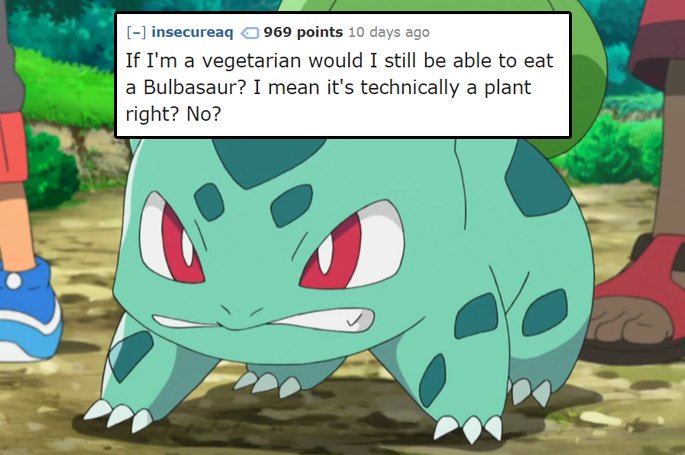 [-] insecureaq 969 points 10 days ago
If I'm a vegetarian would I still be able to eat
a Bulbasaur? I mean it's technically a plant
right? No?